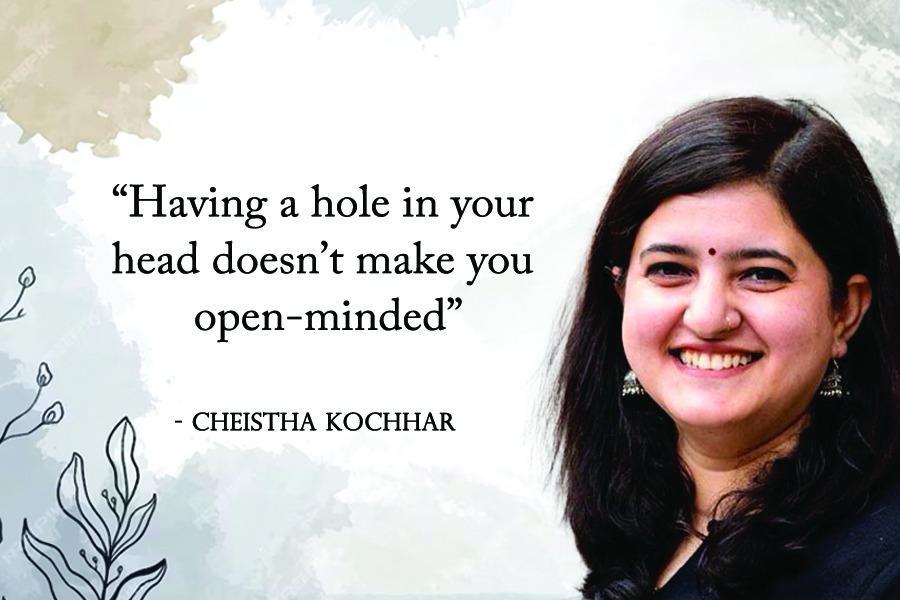 “Having a hole in your
head doesn’t make you
open-minded”
- CHEISTHA KOCHHAR